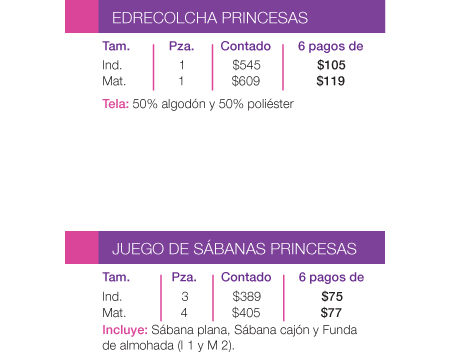 EDRECOLCHA PRINCESAS
Tam. Pza. Contado 6 pagos de
Ind. 1 $545 $105
Mat. 1 $609 $119
Tela: 50% algodón y 50% poliéster
JUEGO DE SÁBANAS PRINCESAS
Tam. Pza. Contado 6 pagos de
Ind. 3 $389 $75
Mat. 4 $405 $77
Incluye: Sábana plana, Sábana cajón y Funda
de almohada (I 1 y M 2).